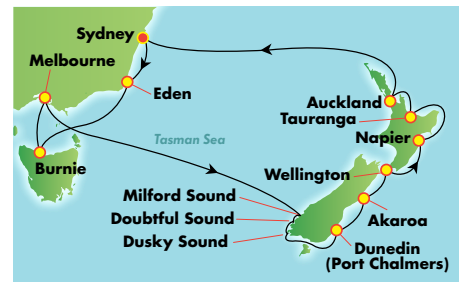 Sydney
Melbourne
Eden
Burnie
Tasman Sea
Auckland
Tauranga
Napier
Wellington
Milford Sound
Doubtful Sound
Dusky Sound
Akaroa
Dunedin
(Port Chalmers)